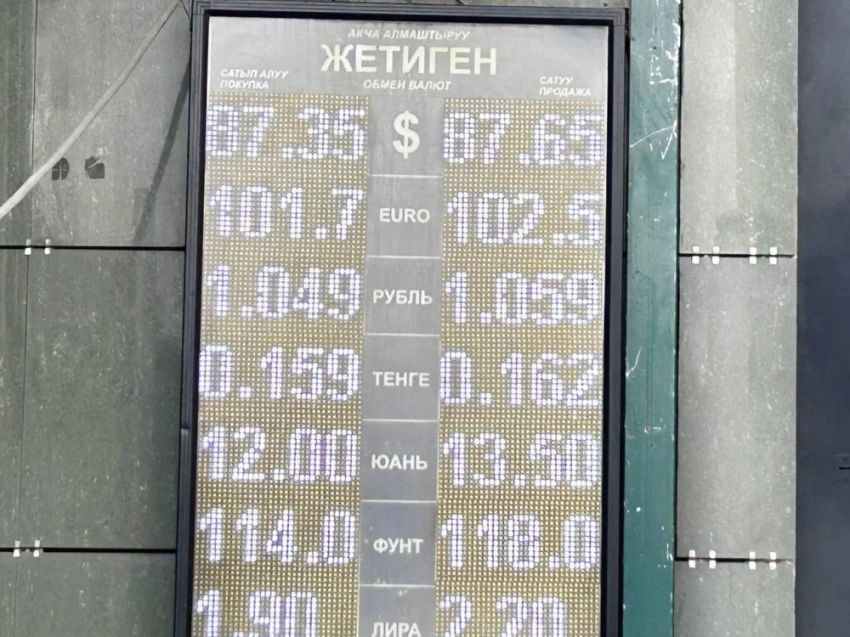 АКЧА АЛМАШТЫРУУ
ЖЕТИГЕН
САТЫП АЛУУ
ПОКУПКА
ОБМЕН ВАЛЮТ
САТУУ
ПРОДАЖА
87.35 $ 87.65
101.7 EURO 102.5
1.049 РУБЛЬ 1.059
0.159 ТЕНГЕ 0.162
12.00 ЮАНЬ 13.50
114.0 ФУНТ 118.0
1.90 ЛИРА 2.20